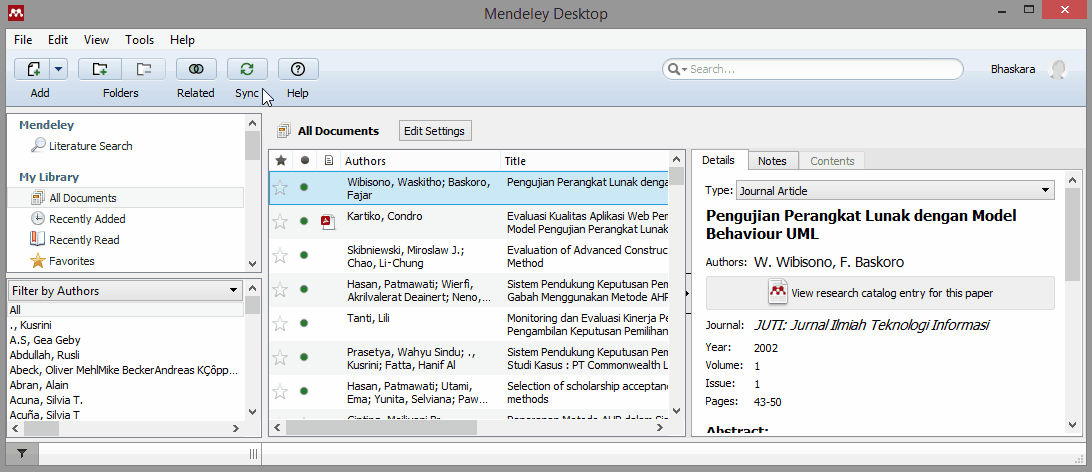 Mendeley Desktop
File Edit View Tools Help
Search...
Bhaskara
Add Folders Related Sync Help
Mendeley
Literature Search
My Library
All Documents
Recently Added
Recently Read
Favorites
Filter by Authors
All
., Kusrini
A.S, Gea Geby
Abdullah, Rusli
Abeck, Oliver MehlMike BeckerAndreas KÇöpp...
Abran, Alain
Acuna, Silvia T.
Acuña, Silvia T
All Documents Edit Settings
Authors Title
Wibisono, Waskitho; Baskoro, Fajar
Pengujian Perangkat Lunak denga
Kartiko, Condro
Evaluasi Kualitas Aplikasi Web Pen
Model Pengujian Perangkat Lunak
Skibniewski, Miroslaw J.;
Chao, Li-Chung
Evaluation of Advanced Construc
Method
Hasan, Patmawati; Wierfi,
Akrilvalerat Deainert; Neno,...
Sistem Pendukung Keputusan Pem
Gabah Menggunakan Metode AHP
Tanti, Lili
Monitoring dan Evaluasi Kinerja Pe
Pengambilan Keputusan Pemilihan
Prasetya, Wahyu Sindu; .,
Kusrini; Fatta, Hanif Al
Sistem Pendukung Keputusan Pem
Studi Kasus : PT Commonwealth L
Hasan, Patmawati; Utami,
Ema; Yunita, Selviana; Paw...
Selection of scholarship acceptanc
methods
Details Notes Contents
Type: Journal Article
Pengujian Perangkat Lunak dengan Model
Behaviour UML
Authors: W. Wibisono, F. Baskoro
View research catalog entry for this paper
Journal: JUTI: Jurnal Ilmiah Teknologi Informasi
Year: 2002
Volume: 1
Issue: 1
Pages: 43-50
Abstract: